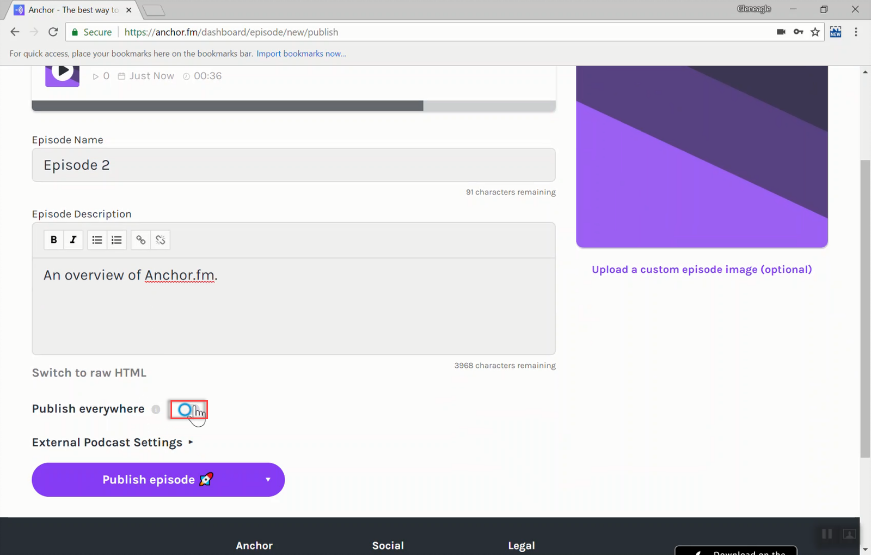 Anchor - The best way to
Gleneagle
Secure
https://anchor.fm/dashboard/episode/new/publish
NEW
For quick access, place your bookmarks here on the bookmarks bar. Import bookmarks now...
0 Just Now 00:36
Episode Name
Episode 2
91 characters remaining
Episode Description
B I
An overview of Anchor.fm.
Upload a custom episode image (optional)
3968 characters remaining
Switch to raw HTML
Publish everywhere
External Podcast Settings
Publish episode
Anchor Social Legal
Download on the